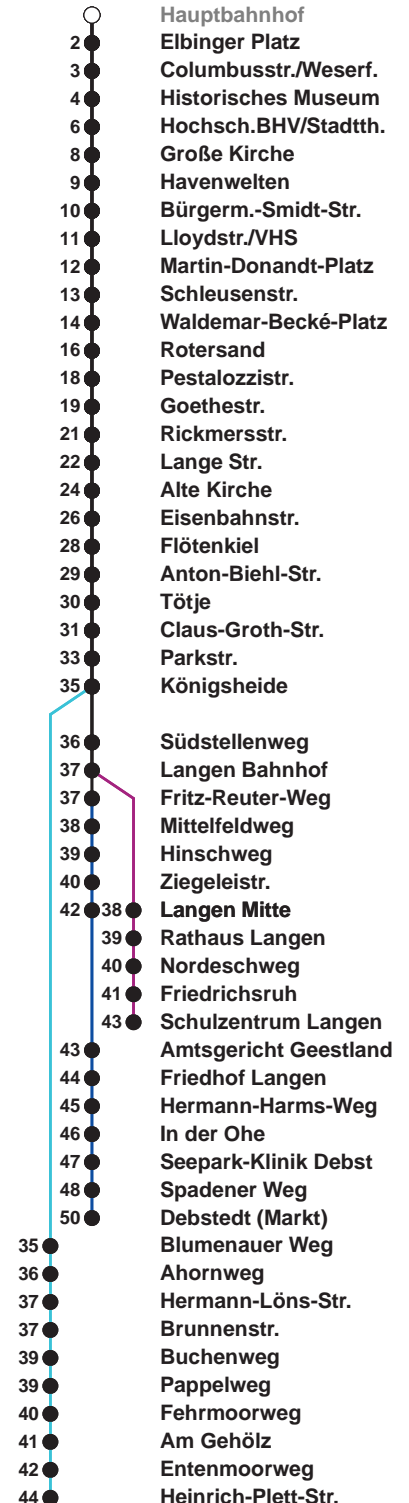 Hauptbahnhof
2 Elbinger Platz
3 Columbusstr./Weserf.
4 Historisches Museum
6 Hochsch.BHV/Stadtth.
8 Große Kirche
9 Havenwelten
10 Bürgerm.-Smidt-Str.
11 Lloydstr./VHS
12 Martin-Donandt-Platz
13 Schleusenstr.
14 Waldemar-Becké-Platz
16 Rotersand
18 Pestalozzistr.
19 Goethestr.
21 Rickmersstr.
22 Lange Str.
24 Alte Kirche
26 Eisenbahnstr.
28 Flötenkiel
29 Anton-Biehl-Str.
30 Tötje
31 Claus-Groth-Str.
33 Parkstr.
35 Königsheide
36 Südstellenweg
37 Langen Bahnhof
37 Fritz-Reuter-Weg
38 Mittelfeldweg
39 Hinschweg
40 Ziegeleistr.
42 38 Langen Mitte
39 Rathaus Langen
40 Nordeschweg
41 Friedrichsruh
43 Schulzentrum Langen
43 Amtsgericht Geestland
44 Friedhof Langen
45 Hermann-Harms-Weg
46 In der Ohe
47 Seepark-Klinik Debst
48 Spadener Weg
50 Debstedt (Markt)
35 Blumenauer Weg
36 Ahornweg
37 Hermann-Löns-Str.
37 Brunnenstr.
39 Buchenweg
39 Pappelweg
40 Fehrmoorweg
41 Am Gehölz
42 Entenmoorweg
44 Heinrich-Plett-Str.